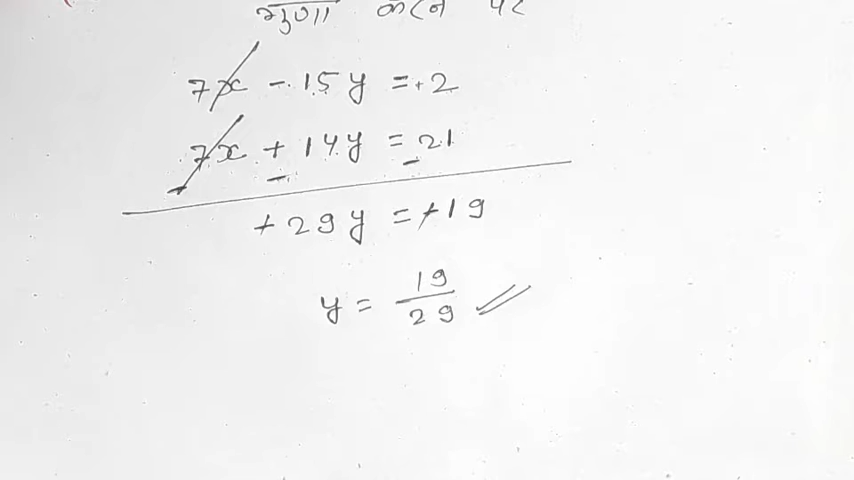 गुणा करने पर
7x - 15y = +2
7x + 14y = 21
- - -
+29y = +19
y = 19/29